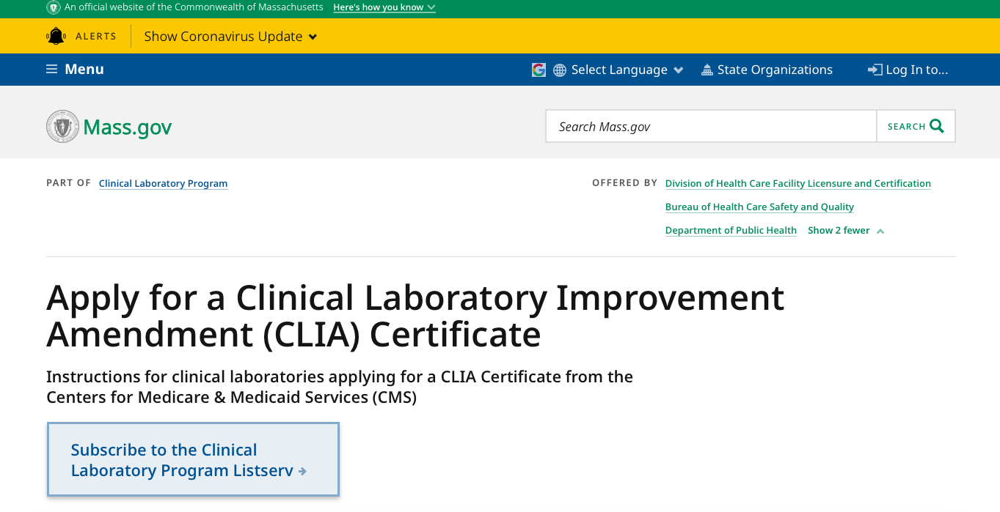 An official website of the Commonwealth of Massachusetts Here's how you know
ALERTS Show Coronavirus Update
Menu Select Language State Organizations Log In to...
Mass.gov Search Mass.gov SEARCH
PART OF Clinical Laboratory Program OFFERED BY Division of Health Care Facility Licensure and Certification
Bureau of Health Care Safety and Quality
Department of Public Health Show 2 fewer
Apply for a Clinical Laboratory Improvement
Amendment (CLIA) Certificate
Instructions for clinical laboratories applying for a CLIA Certificate from the
Centers for Medicare & Medicaid Services (CMS)
Subscribe to the Clinical
Laboratory Program Listserv